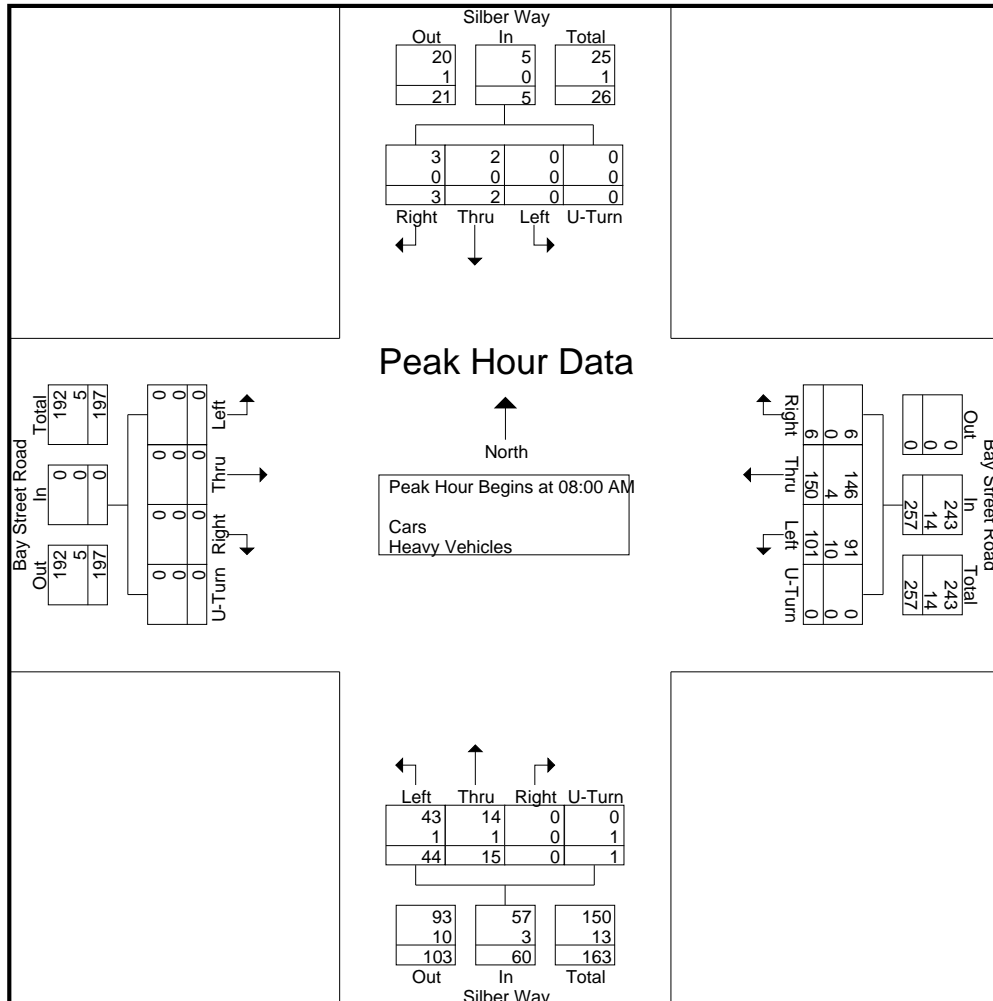 Silber Way
Out In Total
20 5 25
1 0 1
21 5 26
3 2 0 0
0 0 0 0
3 2 0 0
Right Thru Left U-Turn
Peak Hour Data
North
Peak Hour Begins at 08:00 AM
Cars
Heavy Vehicles
Bay Street Road
Total In Out
192 0 192
5 0 5
197 0 197
0 0 0 0
0 0 0 0
0 0 0 0
Left Thru Right U-Turn
Bay Street Road
Out In Total
0 243 243
0 14 14
0 257 257
6 146 91 0
0 4 10 0
6 150 101 0
Right Thru Left U-Turn
Left Thru Right U-Turn
43 14 0 0
1 1 0 1
44 15 0 1
93 57 150
10 3 13
103 60 163
Out In Total
Silber Way